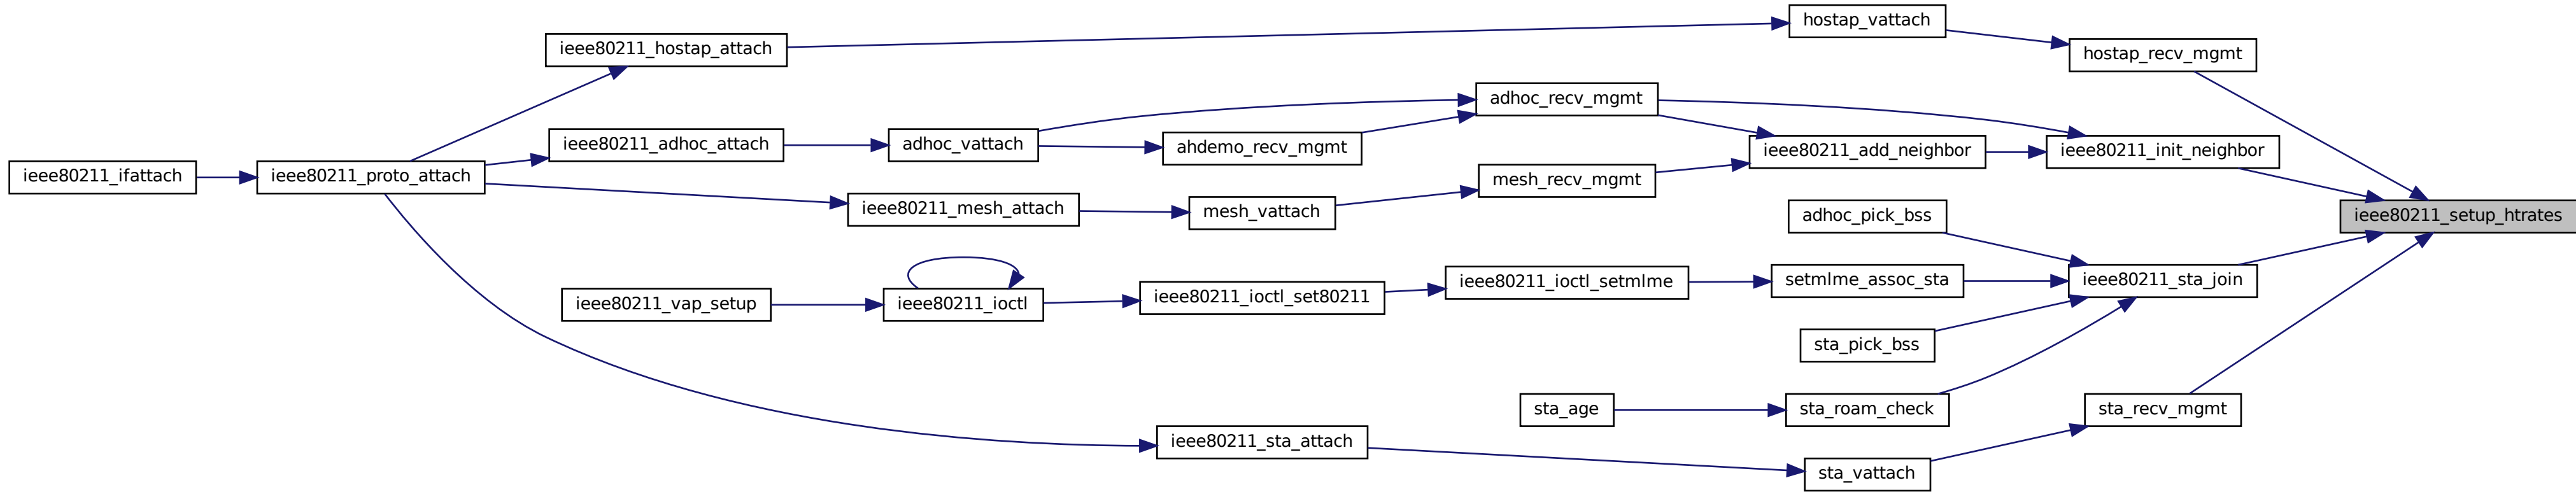 hostap_vattach
ieee80211_hostap_attach
hostap_recv_mgmt
adhoc_recv_mgmt
ieee80211_adhoc_attach
adhoc_vattach
ahdemo_recv_mgmt
ieee80211_add_neighbor
ieee80211_init_neighbor
ieee80211_ifattach
ieee80211_proto_attach
mesh_recv_mgmt
ieee80211_mesh_attach
mesh_vattach
adhoc_pick_bss
ieee80211_setup_htrates
ieee80211_vap_setup
ieee80211_ioctl
ieee80211_ioctl_set80211
ieee80211_ioctl_setmlme
setmlme_assoc_sta
ieee80211_sta_join
sta_pick_bss
sta_age
sta_roam_check
sta_recv_mgmt
ieee80211_sta_attach
sta_vattach